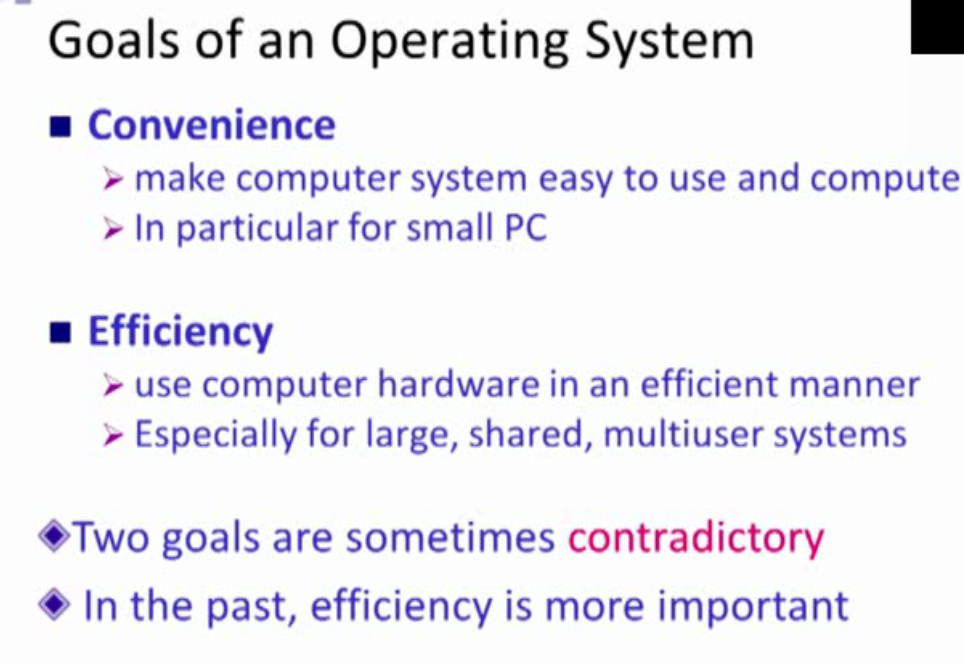 Goals of an Operating System
Convenience
make computer system easy to use and compute
In particular for small PC
Efficiency
use computer hardware in an efficient manner
Especially for large, shared, multiuser systems
Two goals are sometimes contradictory
In the past, efficiency is more important